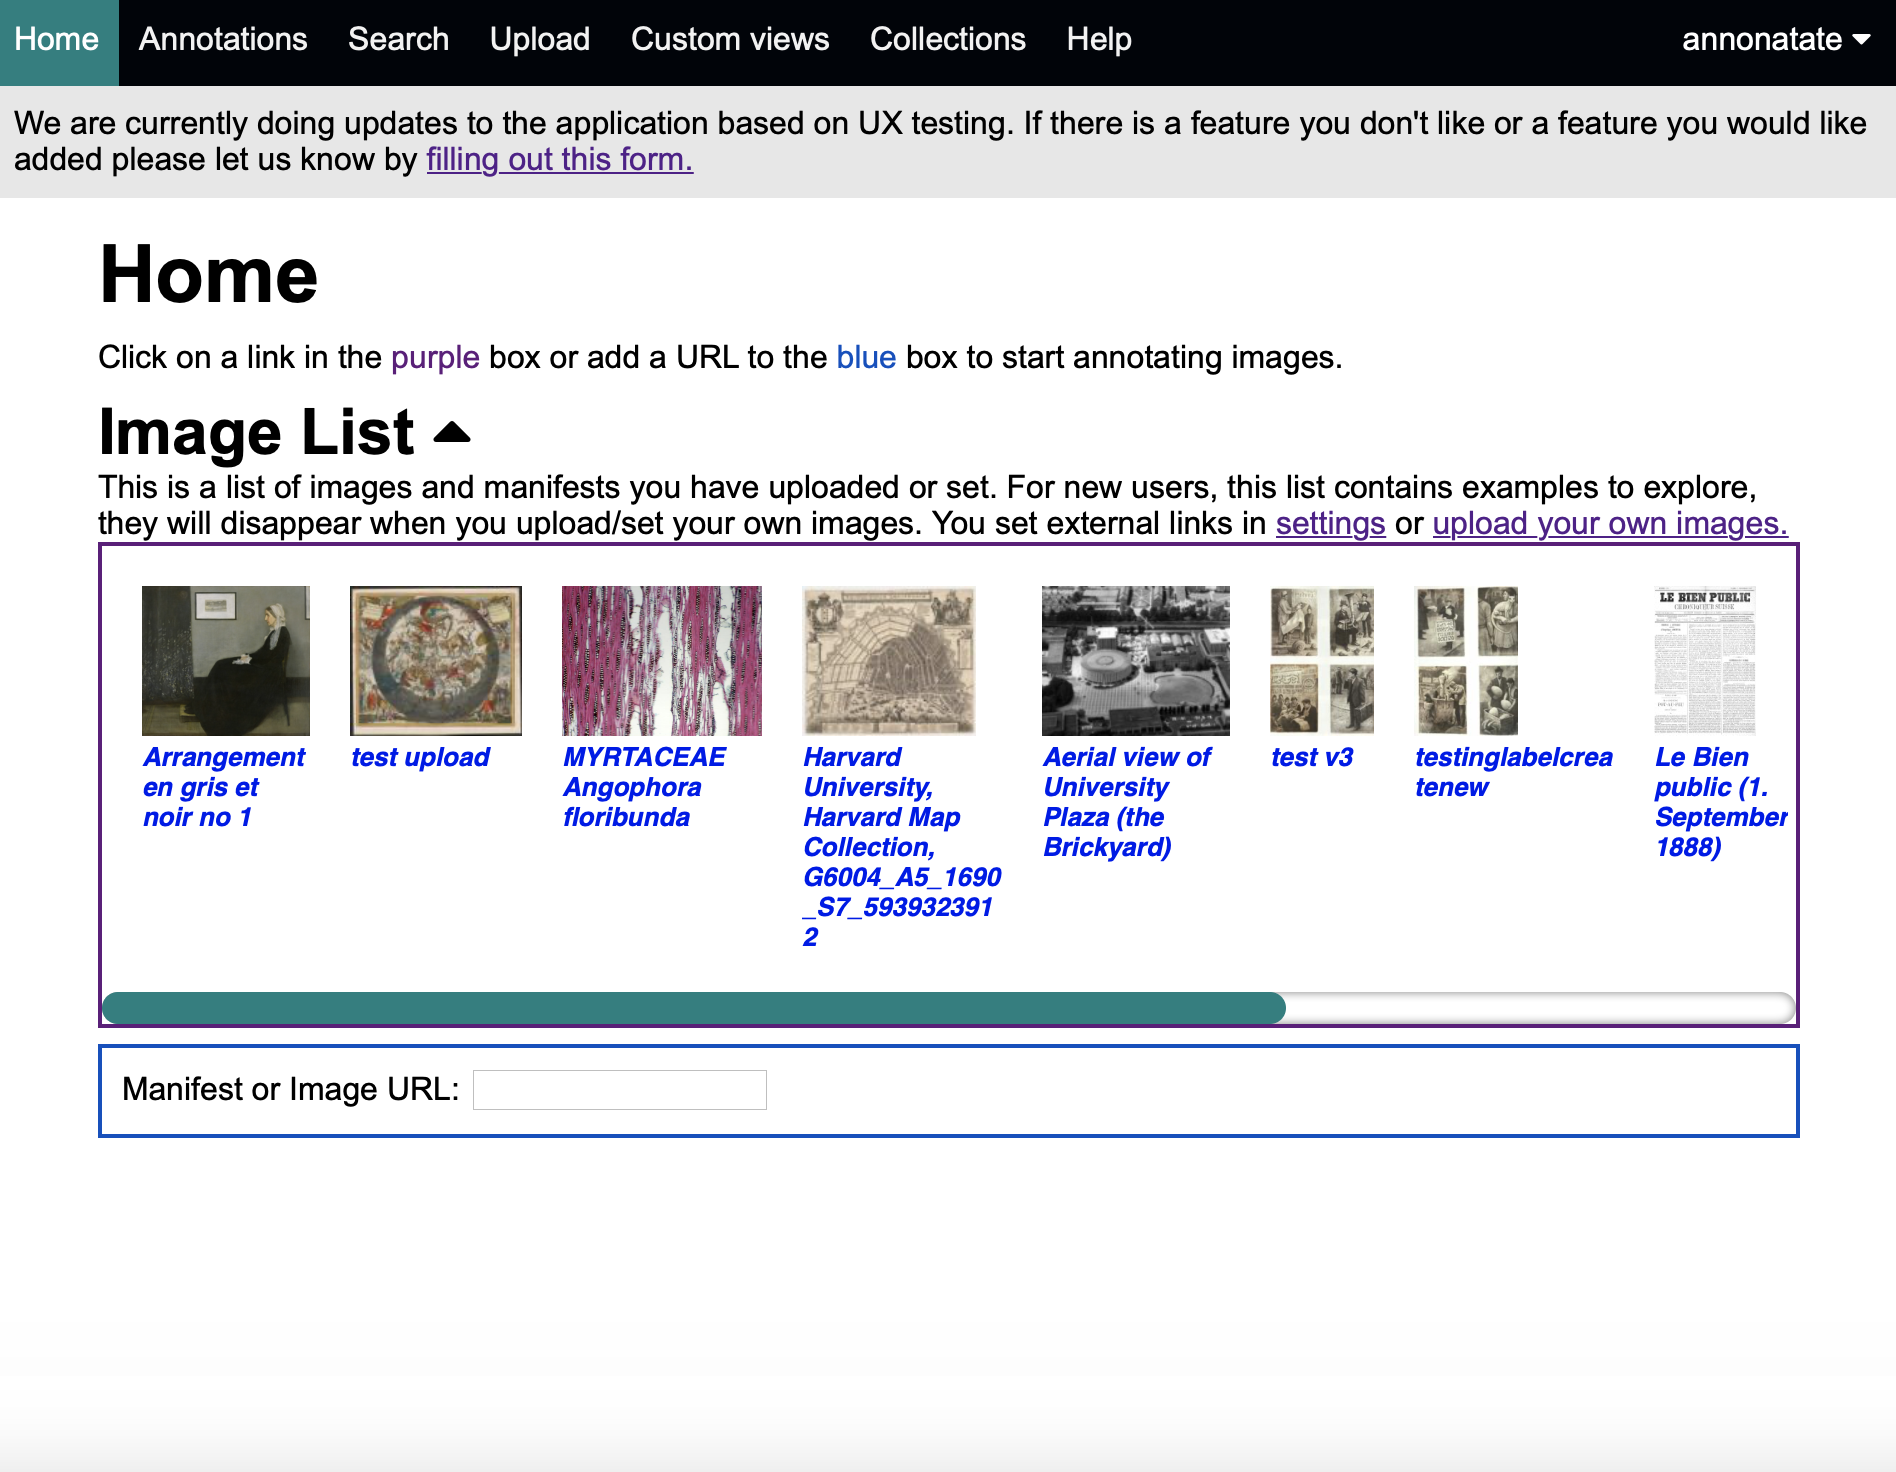 Home Annotations Search Upload Custom views Collections Help annonatate
We are currently doing updates to the application based on UX testing. If there is a feature you don't like or a feature you would like
added please let us know by filling out this form.
Home
Click on a link in the purple box or add a URL to the blue box to start annotating images.
Image List
This is a list of images and manifests you have uploaded or set. For new users, this list contains examples to explore,
they will disappear when you upload/set your own images. You set external links in settings or upload your own images.
Arrangement
en gris et
noir no 1
test upload
MYRTACEAE
Angophora
floribunda
Harvard
University,
Harvard Map
Collection,
G6004_A5_1690
_S7_593932391
2
Aerial view of
University
Plaza (the
Brickyard)
test v3
testinglabelcrea
tenew
LE BIEN PUBLIC
CHRONIQUEUR SUISSE
Le Bien
public (1.
September
1888)
Manifest or Image URL: